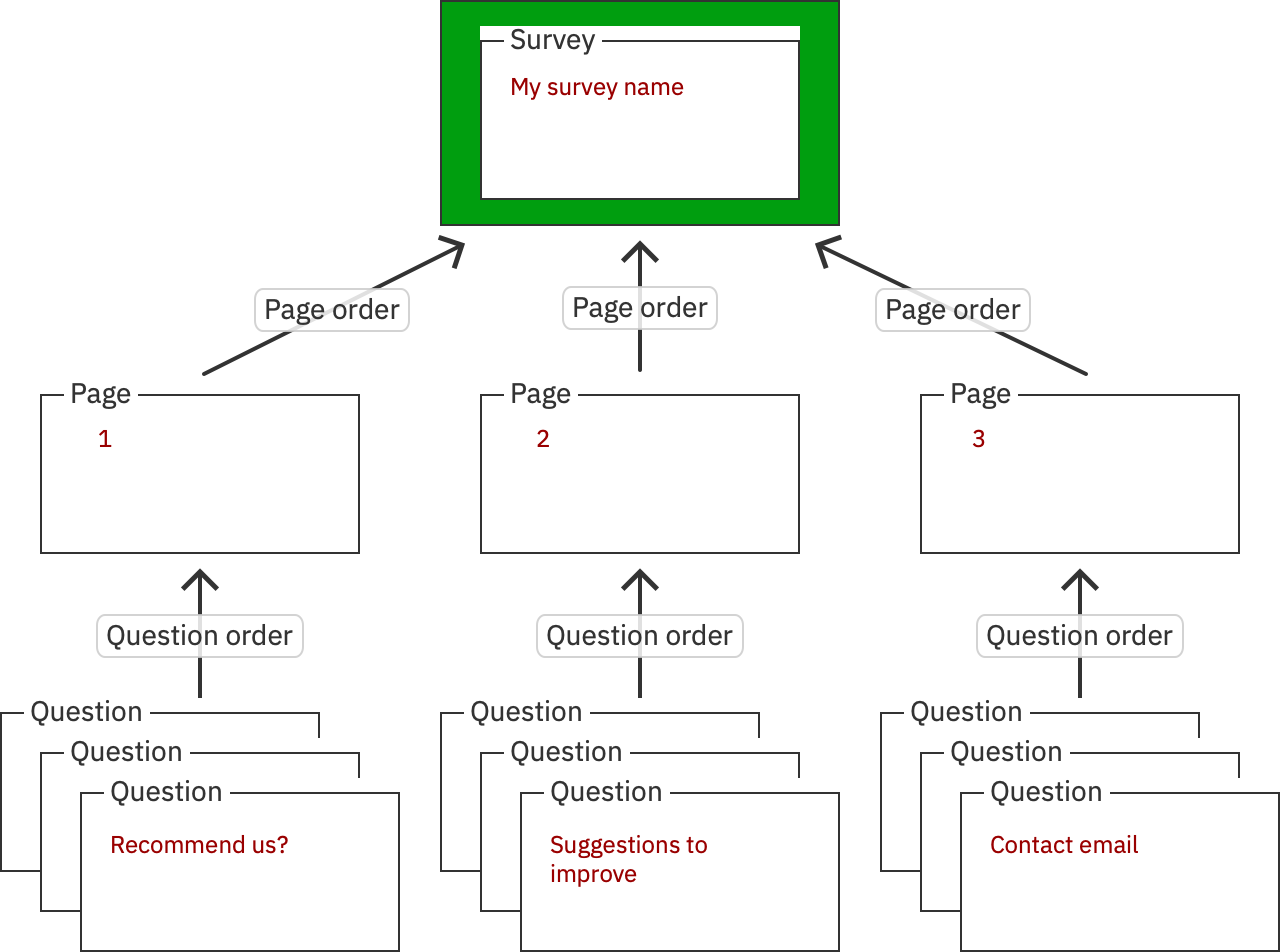 Survey
My survey name
Page order
Page order
Page order
Page
Page
Page
1
2
3
Question order
Question order
Question order
Question
Question
Question
Question
Question
Question
Question
Question
Question
Recommend us?
Suggestions to
improve
Contact email